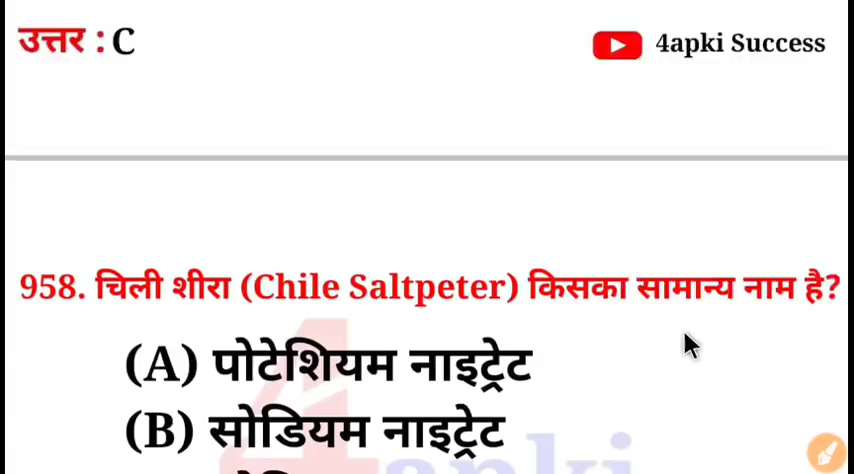 उत्तर : C
4apki Success
958. चिली शीरा (Chile Saltpeter) किसका सामान्य नाम है?
(A) पोटेशियम नाइट्रेट
(B) सोडियम नाइट्रेट